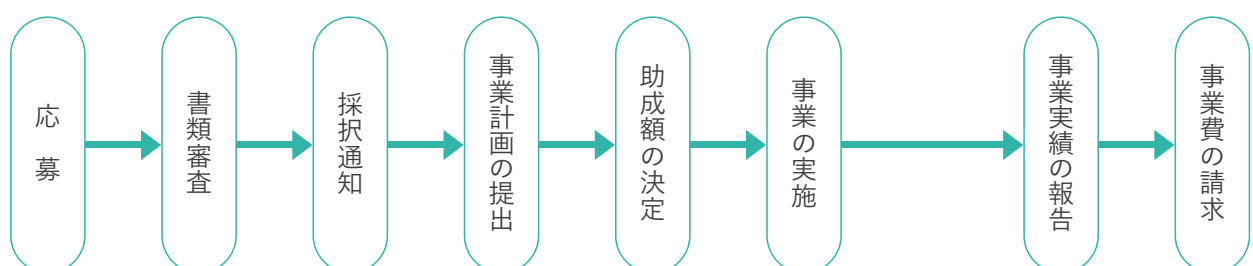 応募
書類審査
採択通知
事業計画の提出
助成額の決定
事業の実施
事業実績の報告
事業費の請求